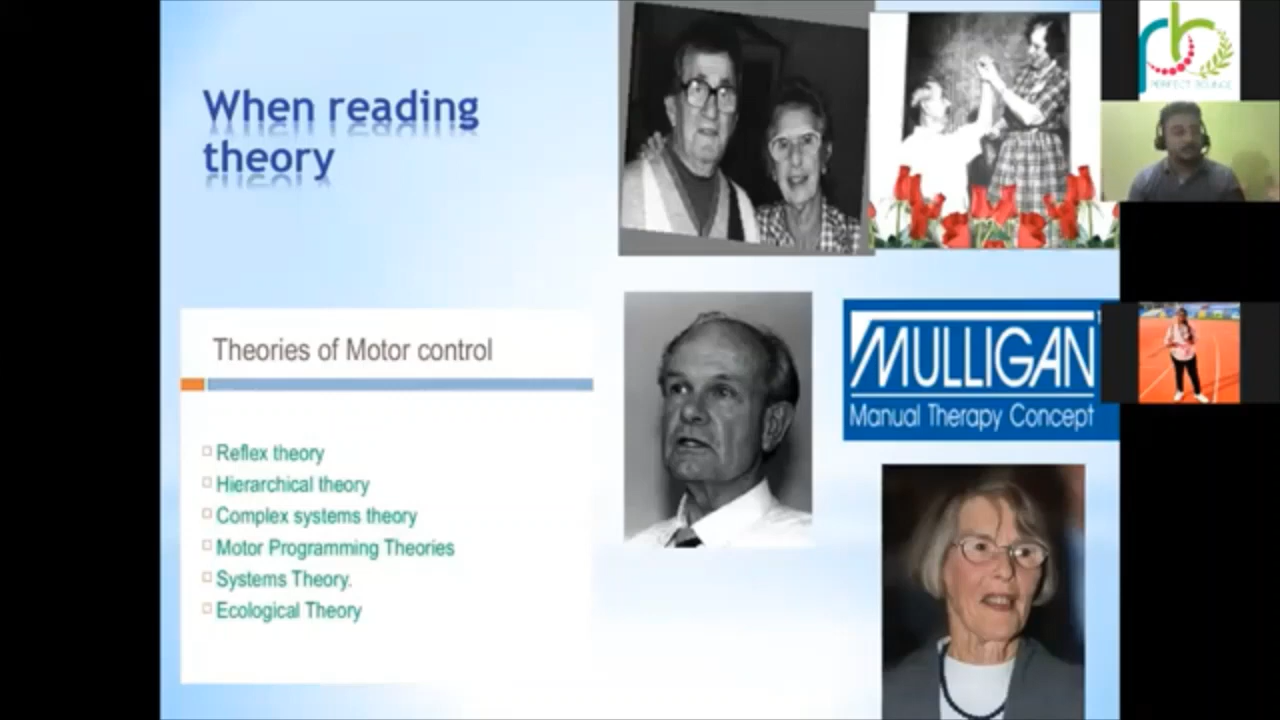 When reading
theory
Theories of Motor control
Reflex theory
Hierarchical theory
Complex systems theory
Motor Programming Theories
Systems Theory.
Ecological Theory
MULLIGAN
Manual Therapy Concept